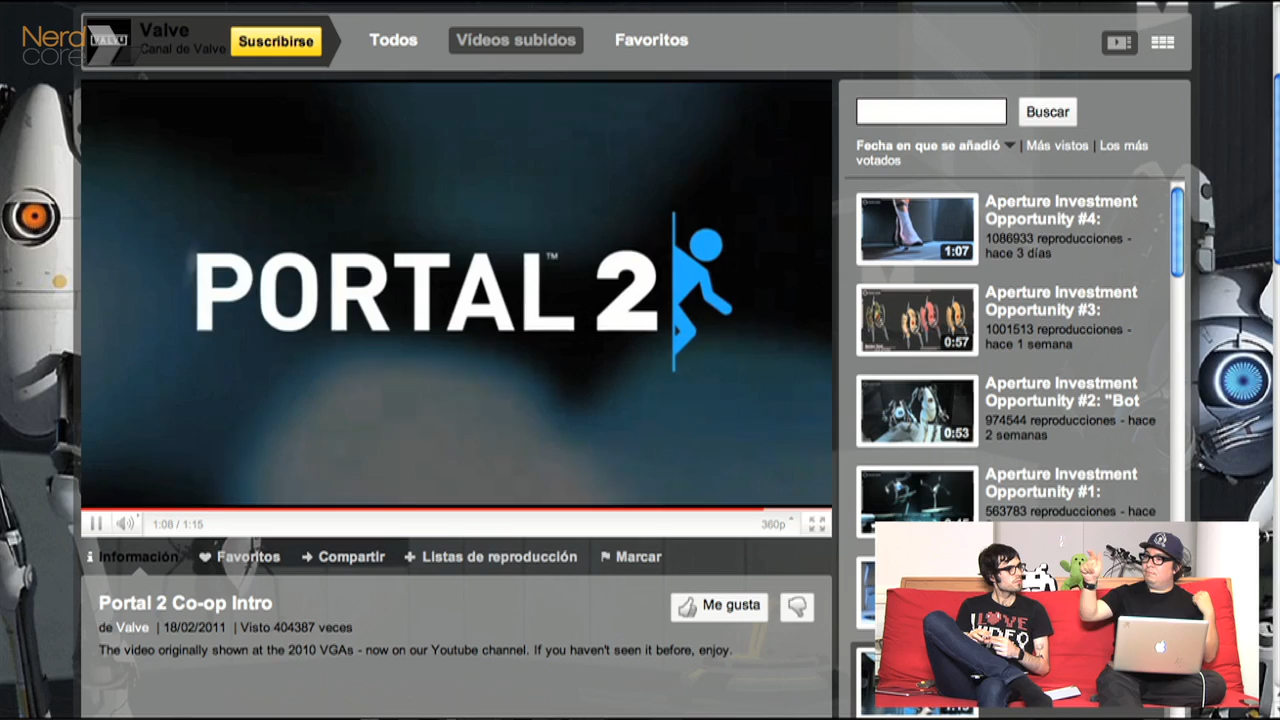 Nerd
core
VALVE
Valve
Canal de Valve
Suscribirse
Todos
Vídeos subidos
Favoritos
Buscar
Fecha en que se añadió | Más vistos | Los más
votados
PORTAL 2
™
Aperture Investment
Opportunity #4:
1086933 reproducciones -
hace 3 días
1:07
Aperture Investment
Opportunity #3:
1001513 reproducciones -
hace 1 semana
0:57
Aperture Investment
Opportunity #2: "Bot
974544 reproducciones - hace
2 semanas
0:53
Aperture Investment
Opportunity #1:
563783 reproducciones - hace
1:08 / 1:15
360p
Información
Favoritos
Compartir
Listas de reproducción
Marcar
Portal 2 Co-op Intro
Me gusta
de Valve | 18/02/2011 | Visto 404387 veces
The video originally shown at the 2010 VGAs - now on our Youtube channel. If you haven't seen it before, enjoy.
I LOVE
VIDEO